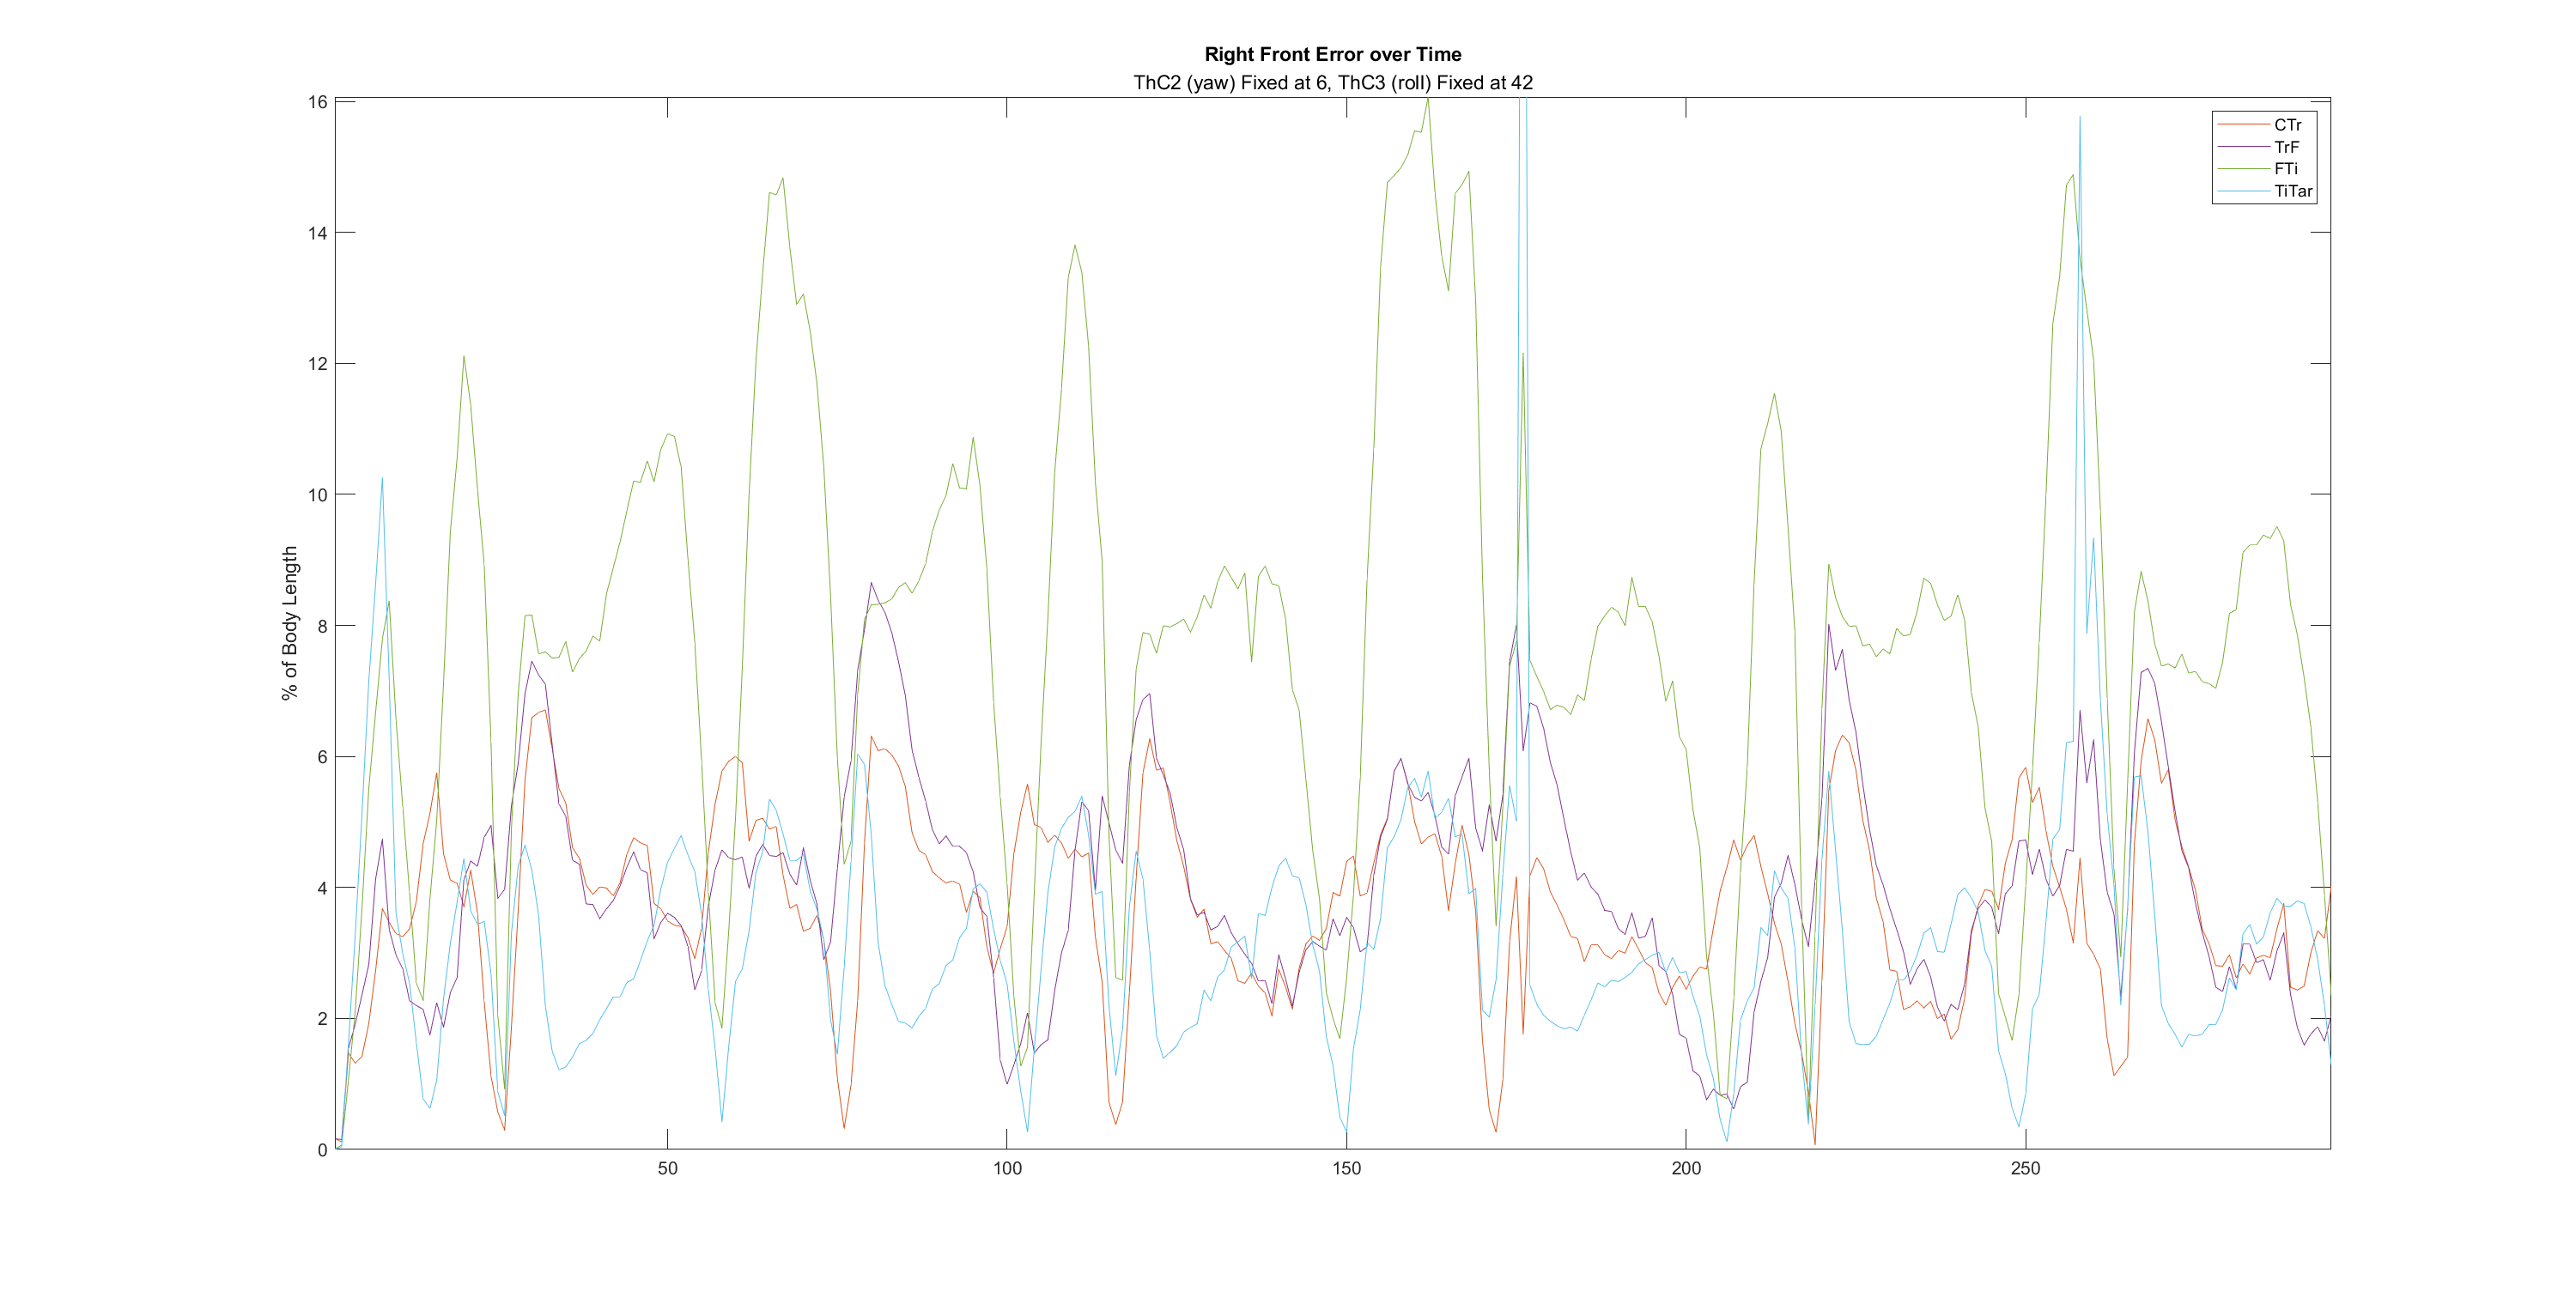 Right Front Error over Time
ThC2 (yaw) Fixed at 6, ThC3 (roll) Fixed at 42
CTr
TrF
FTi
TiTar
% of Body Length
16
14
12
10
8
6
4
2
0
50
100
150
200
250